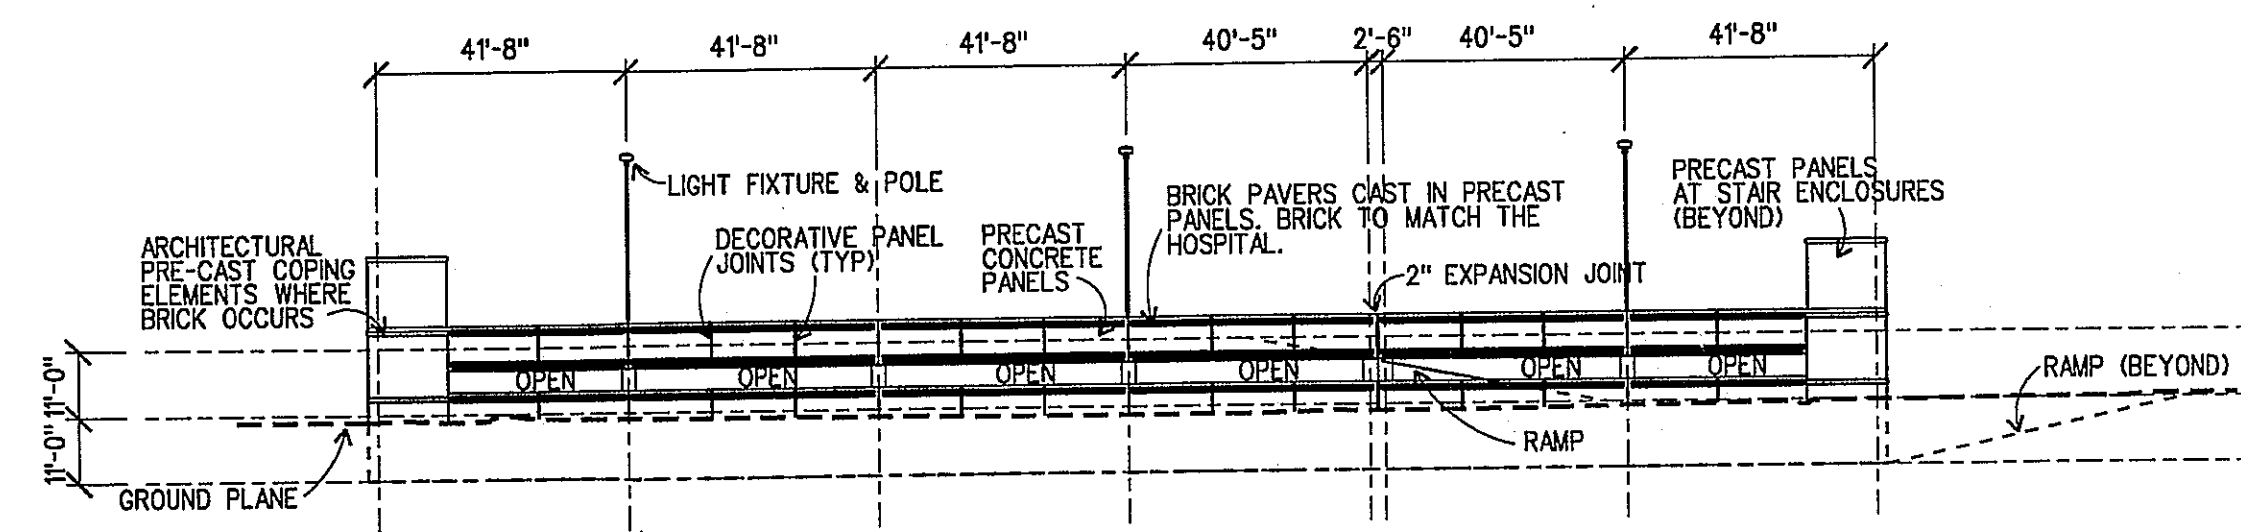 41'-8"
41'-8"
41'-8"
40'-5"
2'-6"
40'-5"
41'-8"
LIGHT FIXTURE & POLE
BRICK PAVERS CAST IN PRECAST
PANELS. BRICK TO MATCH THE
HOSPITAL.
PRECAST PANELS
AT STAIR ENCLOSURES
(BEYOND)
ARCHITECTURAL
PRE-CAST COPING
ELEMENTS WHERE
BRICK OCCURS
DECORATIVE PANEL
JOINTS (TYP)
PRECAST
CONCRETE
PANELS
2" EXPANSION JOINT
OPEN
OPEN
OPEN
OPEN
OPEN
OPEN
RAMP (BEYOND)
11'-0"
11'-0"
RAMP
GROUND PLANE